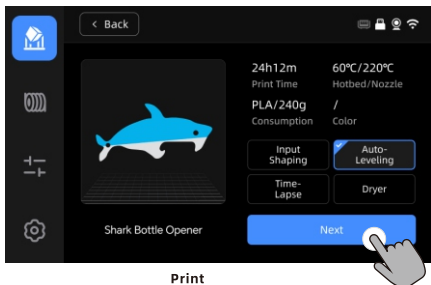 < Back
24h12m
60℃/220℃
Print Time
Hotbed/Nozzle
PLA/240g
/
Consumption
Color
Input
Shaping
Auto-
Leveling
Time-
Lapse
Dryer
Shark Bottle Opener
Next
Print